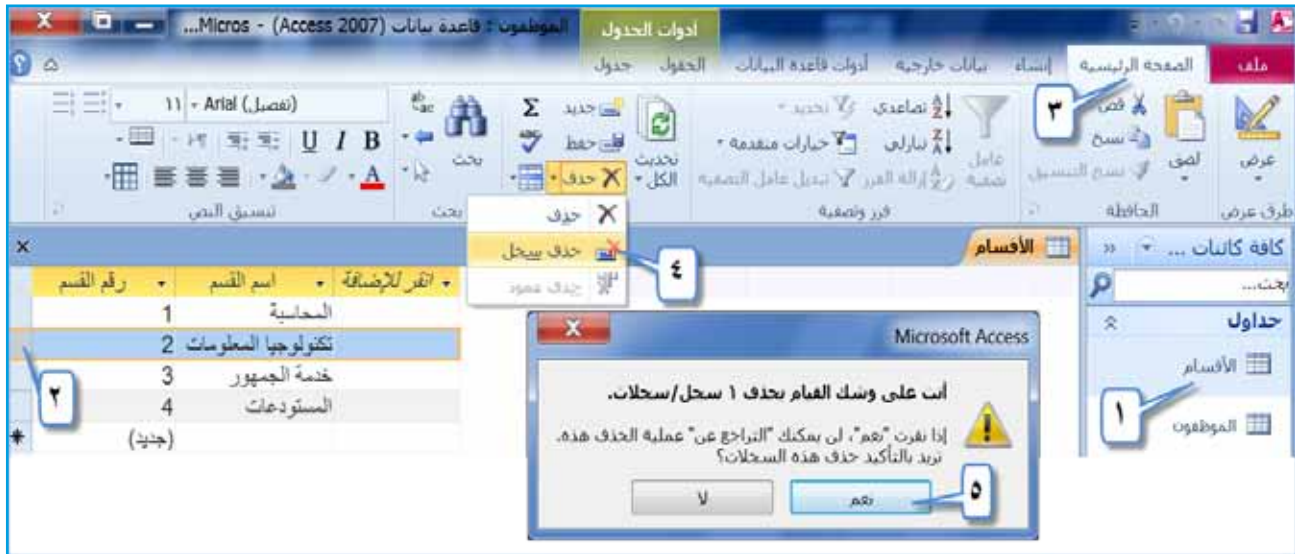 الموظفون : قاعدة بيانات (Access 2007) - Micros...
أدوات الجدول
ملف
الصفحة الرئيسية
إنشاء
بيانات خارجية
أدوات قاعدة البيانات
الحقول
جدول
٣
عرض
طرق عرض
لصق
قص
نسخ
نسخ التنسيق
الحافظة
عامل تصفية
تصاعدي
تحديد
تنازلي
خيارات متقدمة
إزالة الفرز
تبديل عامل التصفية
فرز وتصفية
تحديث الكل
جديد
حفظ
حذف
بحث
بحث
Arial (تفصيل)
١١
B I U
A
تنسيق النص
حذف
حذف سجل
حذف عمود
٤
كافة كائنات ...
بحث...
جداول
الأقسام
الموظفون
١
الأقسام
رقم القسم
اسم القسم
انقر للإضافة
1 المحاسبة
2 تكنولوجيا المعلومات
3 خدمة الجمهور
4 المستودعات
(جديد)
٢
Microsoft Access
أنت على وشك القيام بحذف ١ سجل/سجلات.
إذا نقرت "نعم"، لن يمكنك "التراجع عن" عملية الحذف هذه.
تريد بالتأكيد حذف هذه السجلات؟
نعم
لا
٥